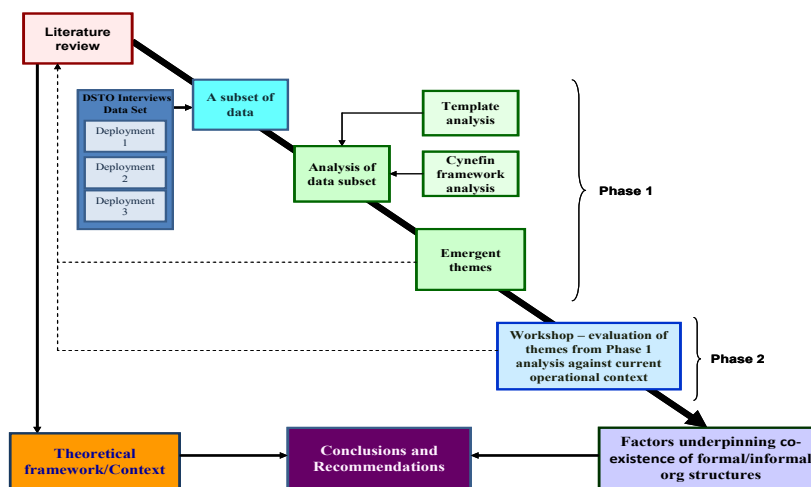 Literature
review
DSTO Interviews
Data Set
Deployment
1
Deployment
2
Deployment
3
A subset of
data
Template
analysis
Analysis of
data subset
Cynefin
framework
analysis
Phase 1
Emergent
themes
Workshop – evaluation of
themes from Phase 1
analysis against current
operational context
Phase 2
Theoretical
framework/Context
Conclusions and
Recommendations
Factors underpinning co-
existence of formal/informal
org structures